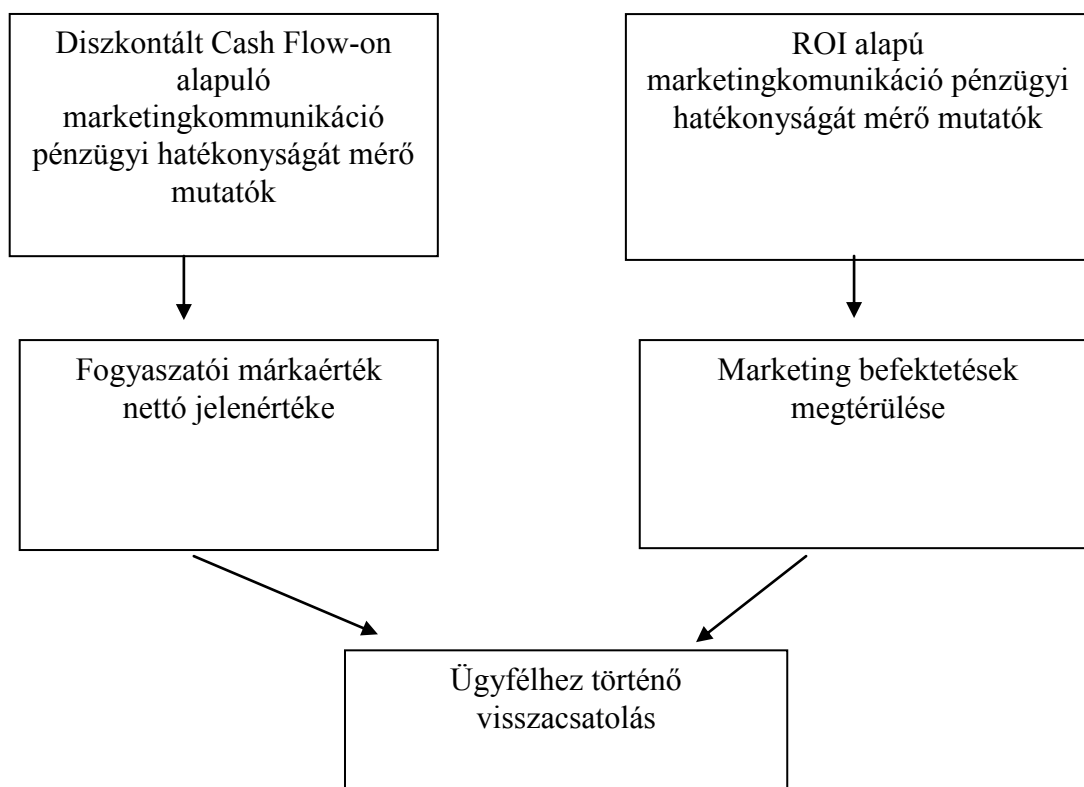 Diszkontált Cash Flow-on
alapuló
marketingkommunikáció
pénzügyi hatékonyságát mérő
mutatók
ROI alapú
marketingkomunikáció pénzügyi
hatékonyságát mérő mutatók
Fogyaszatói márkaérték
nettó jelenértéke
Marketing befektetések
megtérülése
Ügyfélhez történő
visszacsatolás